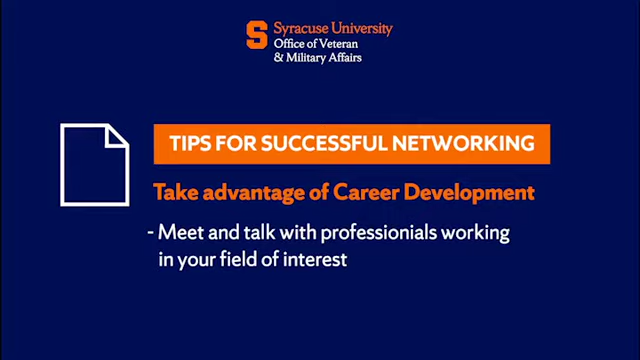 S Syracuse University
Office of Veteran
& Military Affairs
TIPS FOR SUCCESSFUL NETWORKING
Take advantage of Career Development
- Meet and talk with professionals working
in your field of interest